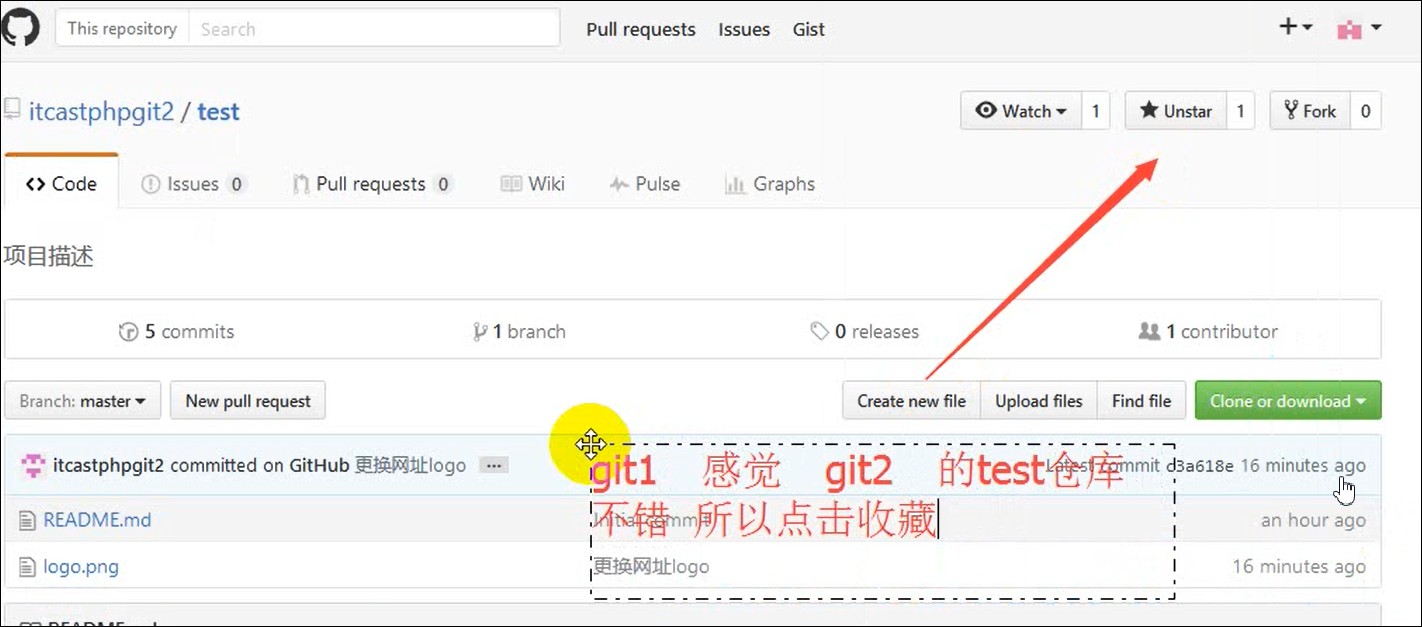 This repository Search Pull requests Issues Gist
itcastphpgit2 / test Watch 1 Unstar 1 Fork 0
Code Issues 0 Pull requests 0 Wiki Pulse Graphs
项目描述
5 commits 1 branch 0 releases 1 contributor
Branch: master New pull request Create new file Upload files Find file Clone or download
itcastphpgit2 committed on GitHub 更换网址logo ... Latest commit d3a618e 16 minutes ago
git1 感觉 git2 的test仓库
README.md Initial commit an hour ago
不错 所以点击收藏
logo.png 更换网址logo 16 minutes ago
README.md